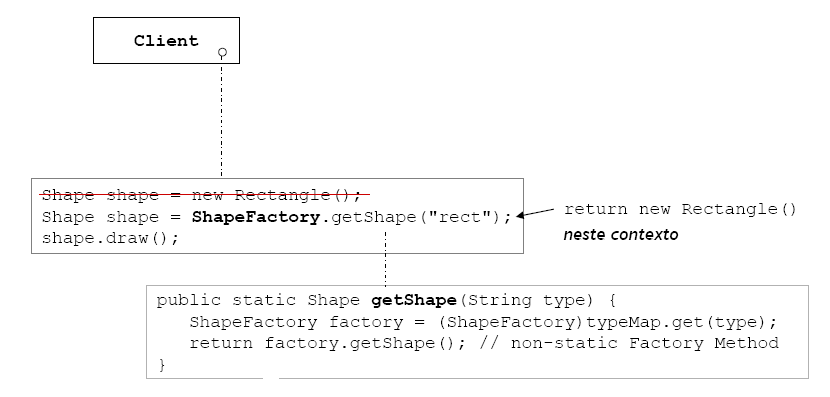 Client
Shape shape = new Rectangle();
Shape shape = ShapeFactory.getShape("rect");
shape.draw();
return new Rectangle()
neste contexto
public static Shape getShape(String type) {
ShapeFactory factory = (ShapeFactory)typeMap.get(type);
return factory.getShape(); // non-static Factory Method
}